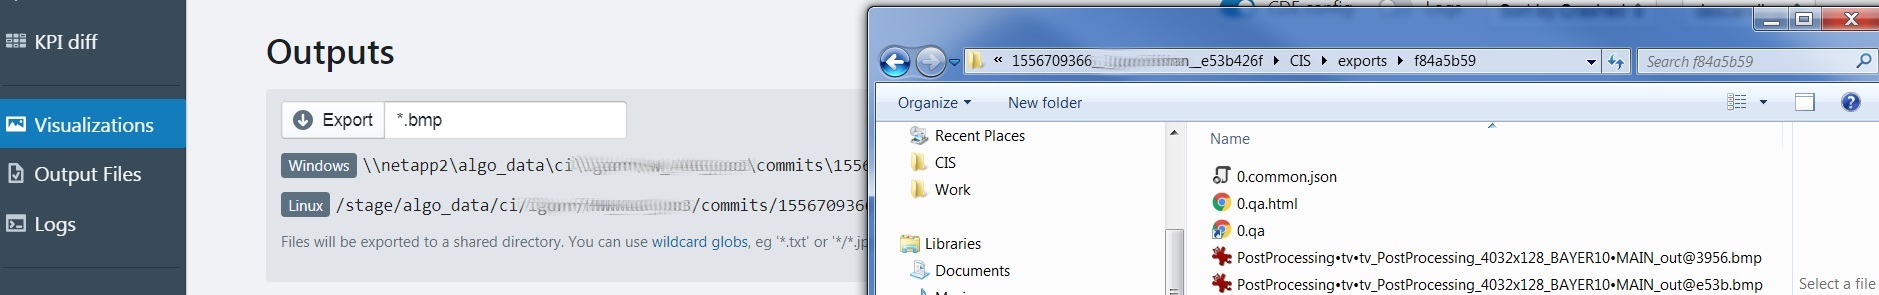 KPI diff
Visualizations
Output Files
Logs
Outputs
Export *.bmp
Windows \\netapp2\algo_data\ci\ \commits\1556
Linux /stage/algo_data/ci/ /commits/155670936
Files will be exported to a shared directory. You can use wildcard globs, eg '*.txt' or '*/*.jp
« 1556709366_ _e53b426f ▸ CIS ▸ exports ▸ f84a5b59
Search f84a5b59
Organize New folder
Recent Places
CIS
Work
Libraries
Documents
Name
0.common.json
0.qa.html
0.qa
PostProcessing•tv•tv_PostProcessing_4032x128_BAYER10•MAIN_out@3956.bmp
PostProcessing•tv•tv_PostProcessing_4032x128_BAYER10•MAIN_out@e53b.bmp
Select a file